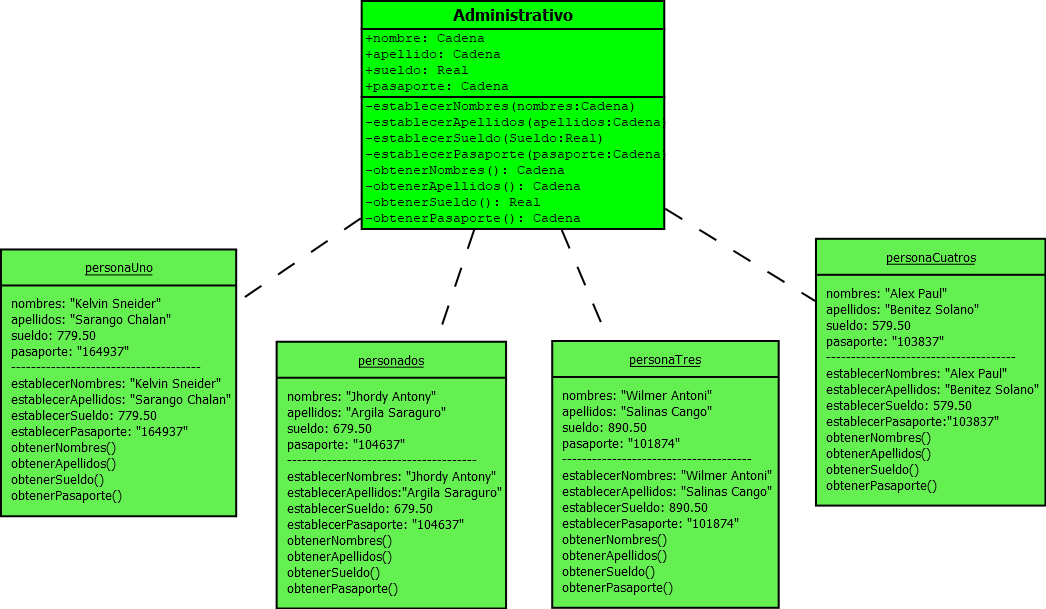 Administrativo
+nombre: Cadena
+apellido: Cadena
+sueldo: Real
+pasaporte: Cadena
-establecerNombres(nombres:Cadena)
-establecerApellidos(apellidos:Cadena)
-establecerSueldo(Sueldo:Real)
-establecerPasaporte(pasaporte:Cadena)
-obtenerNombres(): Cadena
-obtenerApellidos(): Cadena
-obtenerSueldo(): Real
-obtenerPasaporte(): Cadena
personaUno
nombres: "Kelvin Sneider"
apellidos: "Sarango Chalan"
sueldo: 779.50
pasaporte: "164937"
--------------------------------------
establecerNombres: "Kelvin Sneider"
establecerApellidos: "Sarango Chalan"
establecerSueldo: 779.50
establecerPasaporte: "164937"
obtenerNombres()
obtenerApellidos()
obtenerSueldo()
obtenerPasaporte()
personados
nombres: "Jhordy Antony"
apellidos: "Argila Saraguro"
sueldo: 679.50
pasaporte: "104637"
--------------------------------------
establecerNombres: "Jhordy Antony"
establecerApellidos:"Argila Saraguro"
establecerSueldo: 679.50
establecerPasaporte: "104637"
obtenerNombres()
obtenerApellidos()
obtenerSueldo()
obtenerPasaporte()
personaTres
nombres: "Wilmer Antoni"
apellidos: "Salinas Cango"
sueldo: 890.50
pasaporte: "101874"
--------------------------------------
establecerNombres: "Wilmer Antoni"
establecerApellidos: "Salinas Cango"
establecerSueldo: 890.50
establecerPasaporte: "101874"
obtenerNombres()
obtenerApellidos()
obtenerSueldo()
obtenerPasaporte()
personaCuatros
nombres: "Alex Paul"
apellidos: "Benitez Solano"
sueldo: 579.50
pasaporte: "103837"
--------------------------------------
establecerNombres: "Alex Paul"
establecerApellidos: "Benitez Solano"
establecerSueldo: 579.50
establecerPasaporte:"103837"
obtenerNombres()
obtenerApellidos()
obtenerSueldo()
obtenerPasaporte()